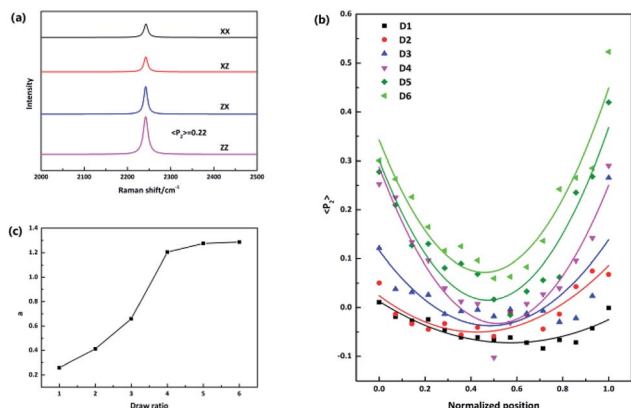 (a)
XX
XZ
ZX
<P2>=0.22
ZZ
Intensity
2000 2100 2200 2300 2400 2500
Raman shift/cm⁻¹
(b)
0.6
0.5
0.4
0.3
0.2
0.1
0.0
-0.1
<P2>
D1
D2
D3
D4
D5
D6
0.0 0.2 0.4 0.6 0.8 1.0
Normalized position
(c)
1.4
1.2
1.0
0.8
0.6
0.4
0.2
a
1 2 3 4 5 6
Draw ratio